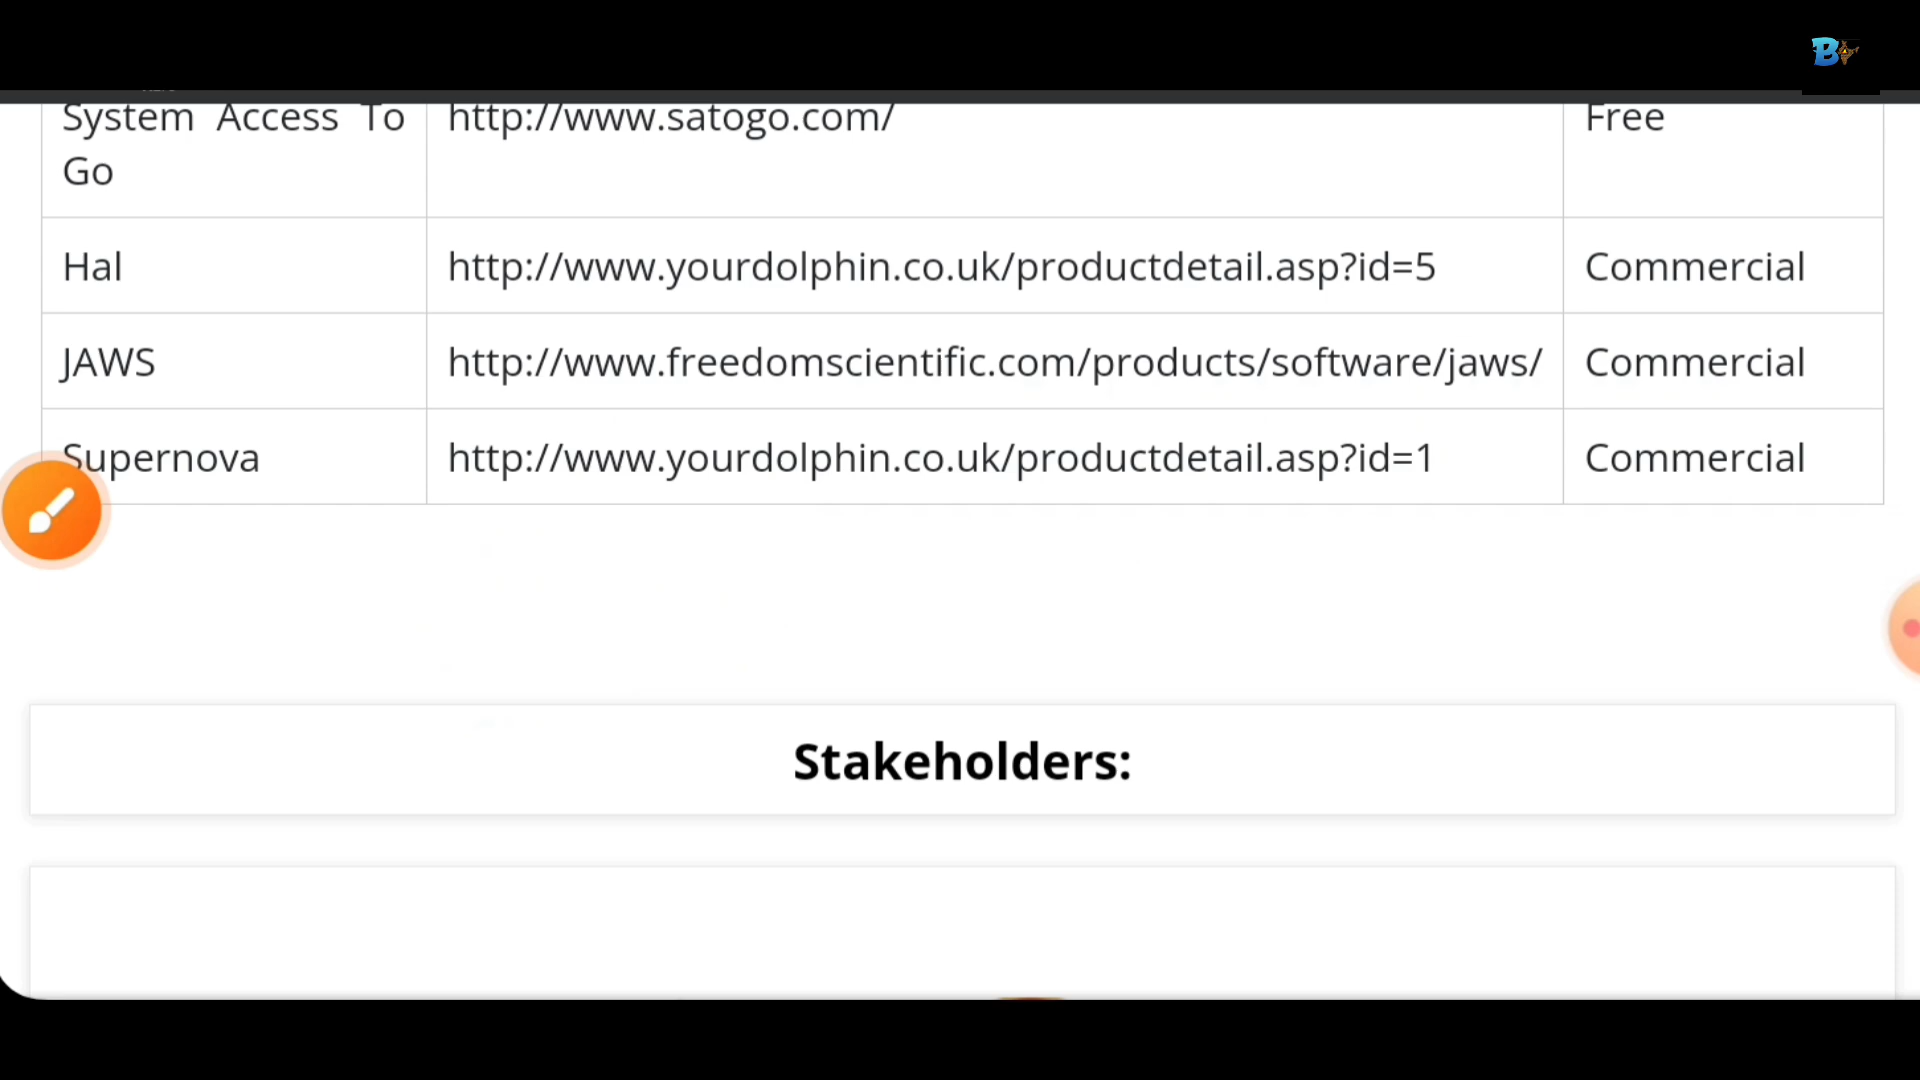 System Access To http://www.satogo.com/ Free
Go
Hal http://www.yourdolphin.co.uk/productdetail.asp?id=5 Commercial
JAWS http://www.freedomscientific.com/products/software/jaws/ Commercial
Supernova http://www.yourdolphin.co.uk/productdetail.asp?id=1 Commercial
Stakeholders: